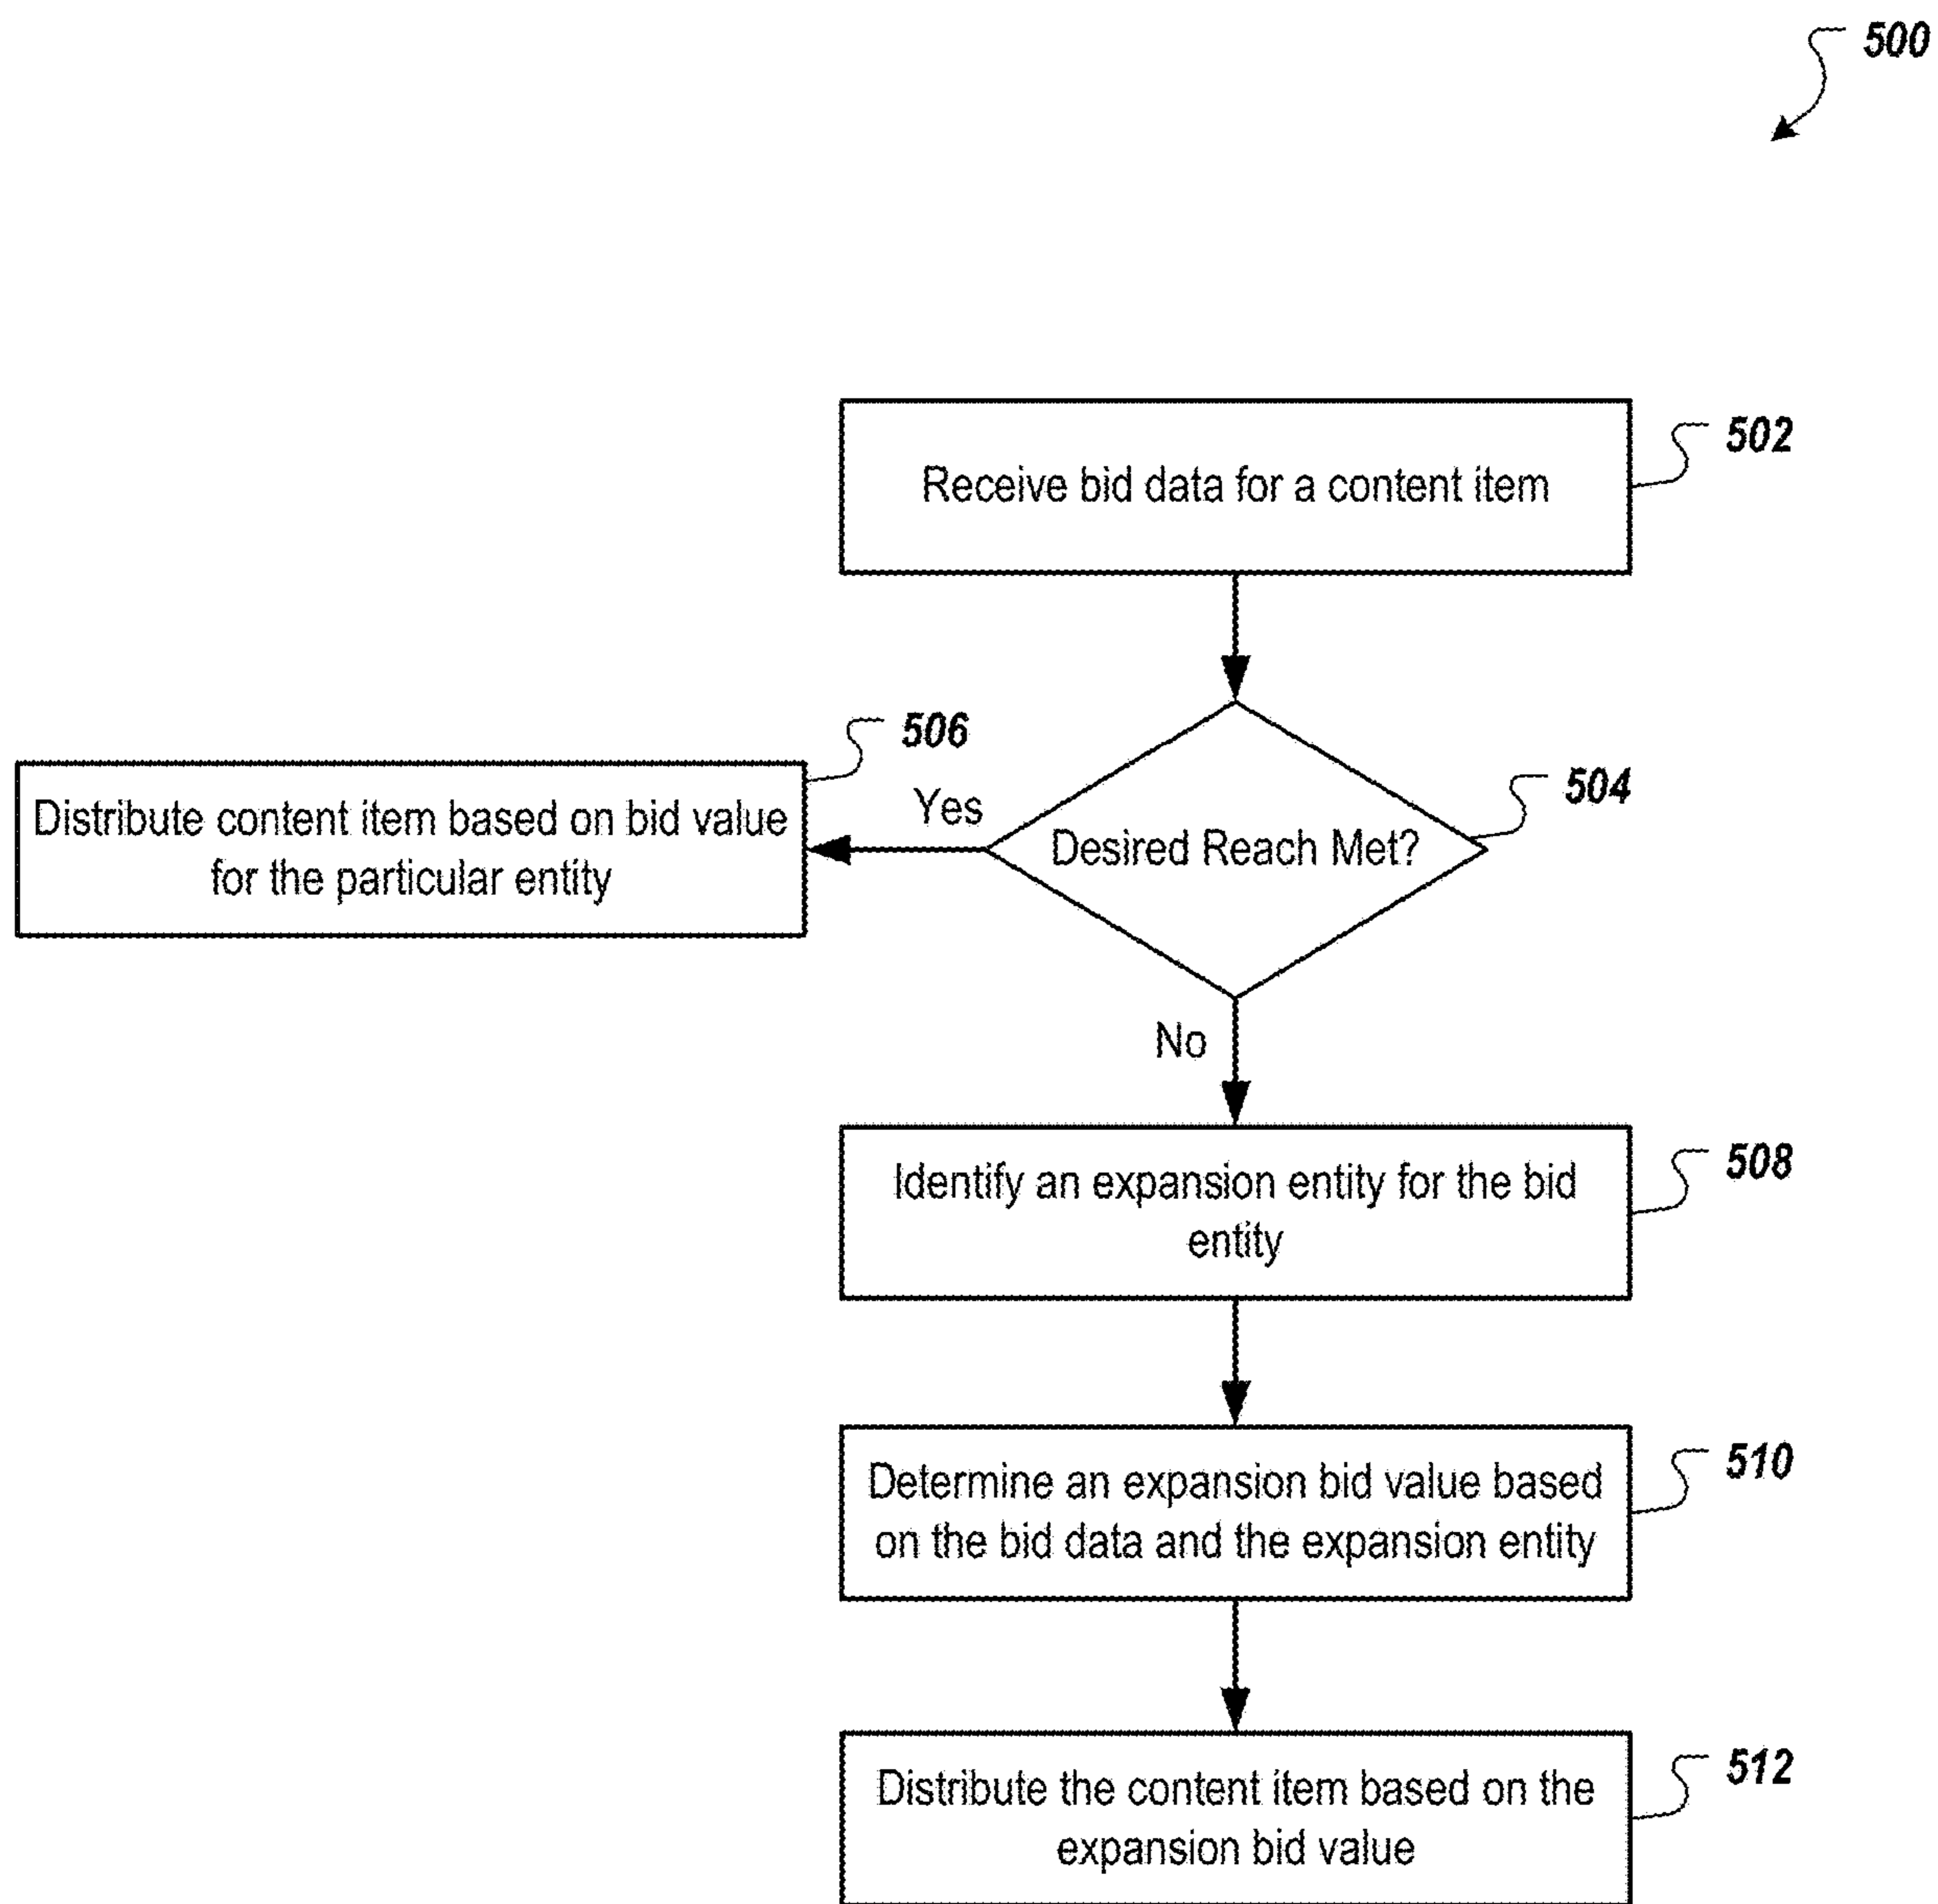 500
Receive bid data for a content item
502
506
Distribute content item based on bid value
for the particular entity
Yes
Desired Reach Met?
504
No
Identify an expansion entity for the bid
entity
508
Determine an expansion bid value based
on the bid data and the expansion entity
510
Distribute the content item based on the
expansion bid value
512